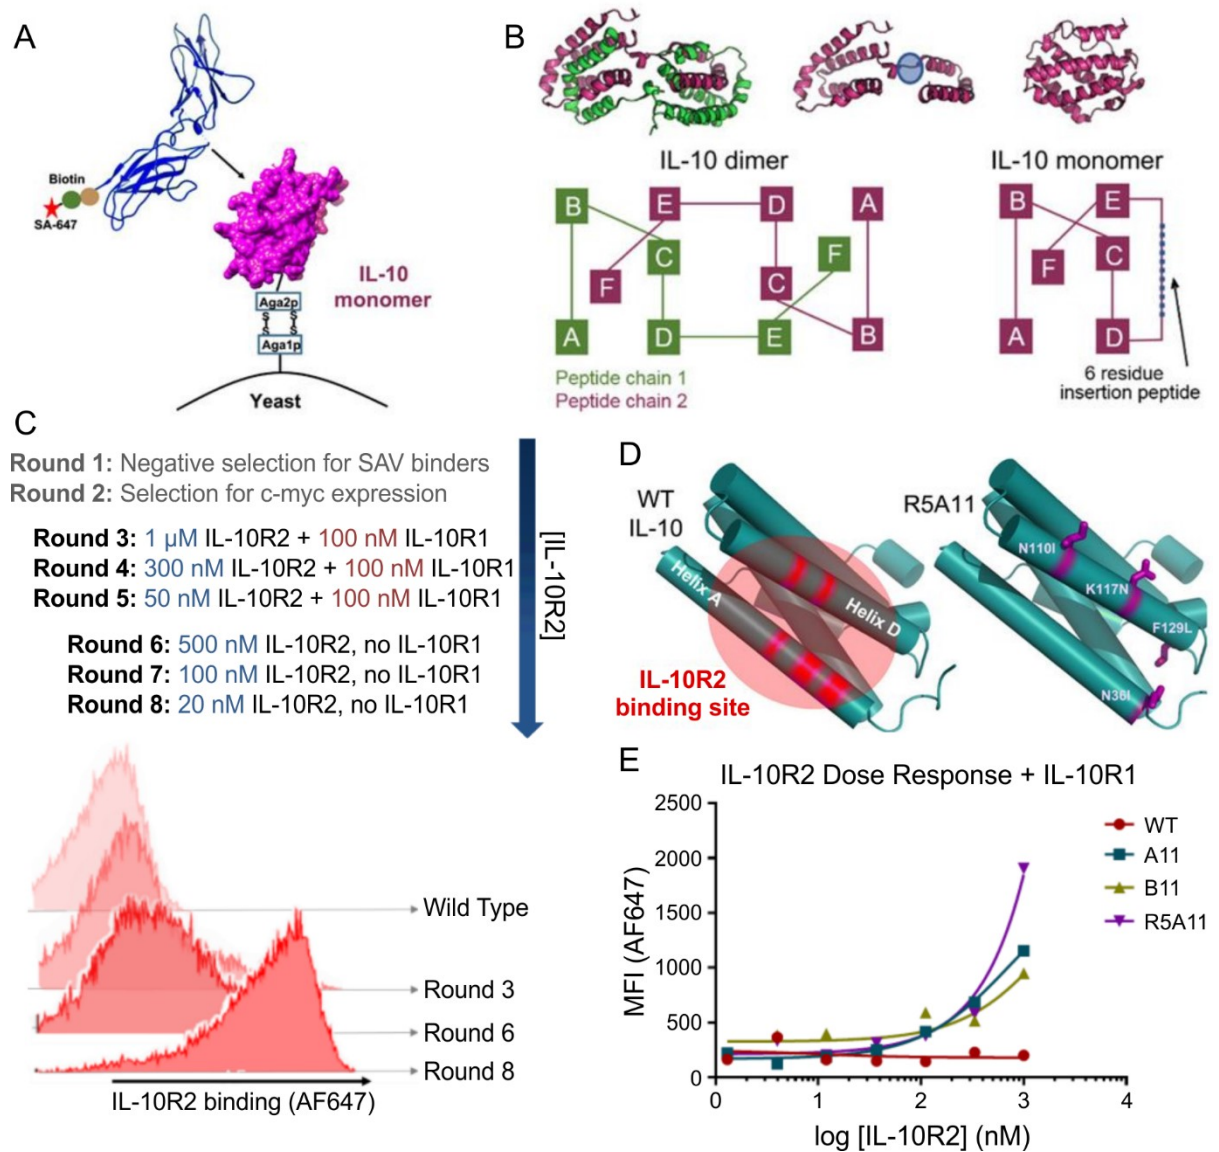 A
Biotin
SA-647
IL-10
monomer
Aga2p
S S
S S
Aga1p
Yeast
B
IL-10 dimer
IL-10 monomer
B E D A
C F
F C
A D E B
Peptide chain 1
Peptide chain 2
B E
F C
A D
6 residue
insertion peptide
C
Round 1: Negative selection for SAV binders
Round 2: Selection for c-myc expression
Round 3: 1 µM IL-10R2 + 100 nM IL-10R1
Round 4: 300 nM IL-10R2 + 100 nM IL-10R1
Round 5: 50 nM IL-10R2 + 100 nM IL-10R1
Round 6: 500 nM IL-10R2, no IL-10R1
Round 7: 100 nM IL-10R2, no IL-10R1
Round 8: 20 nM IL-10R2, no IL-10R1
[IL-10R2]
Wild Type
Round 3
Round 6
Round 8
IL-10R2 binding (AF647)
D
WT
IL-10
Helix A
Helix D
IL-10R2
binding site
R5A11
N110I
K117N
F129L
N36I
E
IL-10R2 Dose Response + IL-10R1
MFI (AF647)
2500
2000
1500
1000
500
0
0 1 2 3 4
log [IL-10R2] (nM)
WT
A11
B11
R5A11